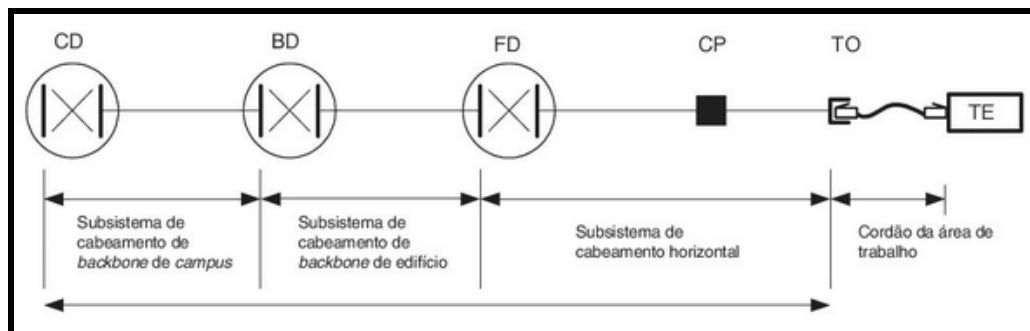 CD BD FD CP TO
TE
Subsistema de
cabeamento de
backbone de campus
Subsistema de
cabeamento de
backbone de edifício
Subsistema de
cabeamento horizontal
Cordão da área de
trabalho